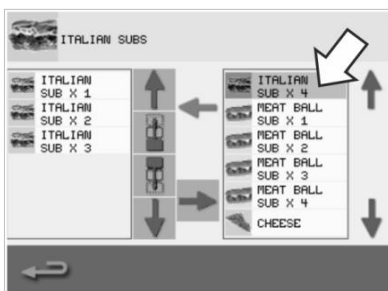 ITALIAN SUBS
ITALIAN
SUB X 1
ITALIAN
SUB X 2
ITALIAN
SUB X 3
ITALIAN
SUB X 4
MEAT BALL
SUB X 1
MEAT BALL
SUB X 2
MEAT BALL
SUB X 3
MEAT BALL
SUB X 4
CHEESE